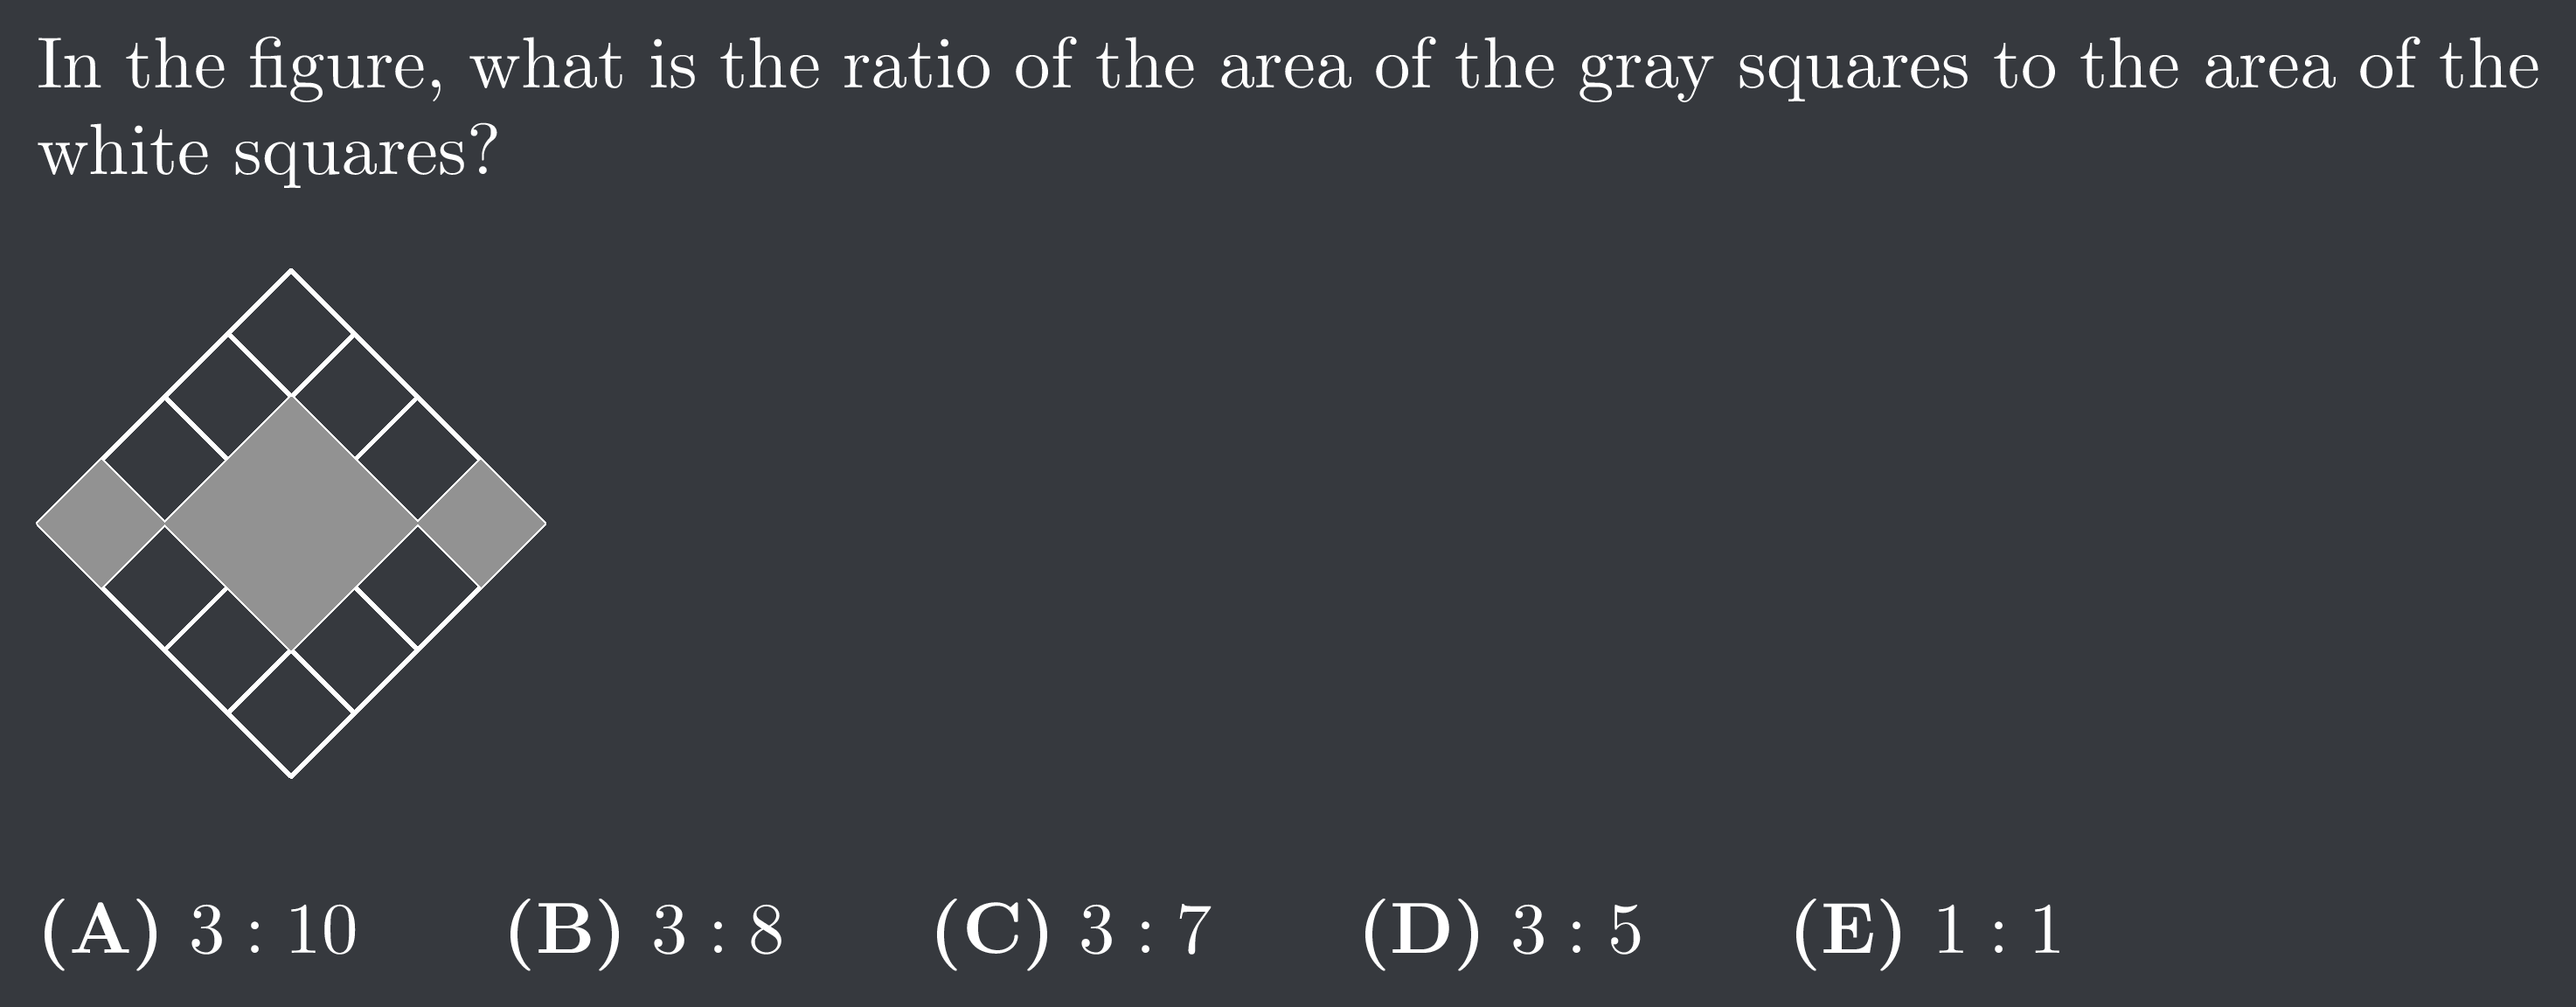 In the figure, what is the ratio of the area of the gray squares to the area of the
white squares?
(A) 3 : 10 (B) 3 : 8 (C) 3 : 7 (D) 3 : 5 (E) 1 : 1